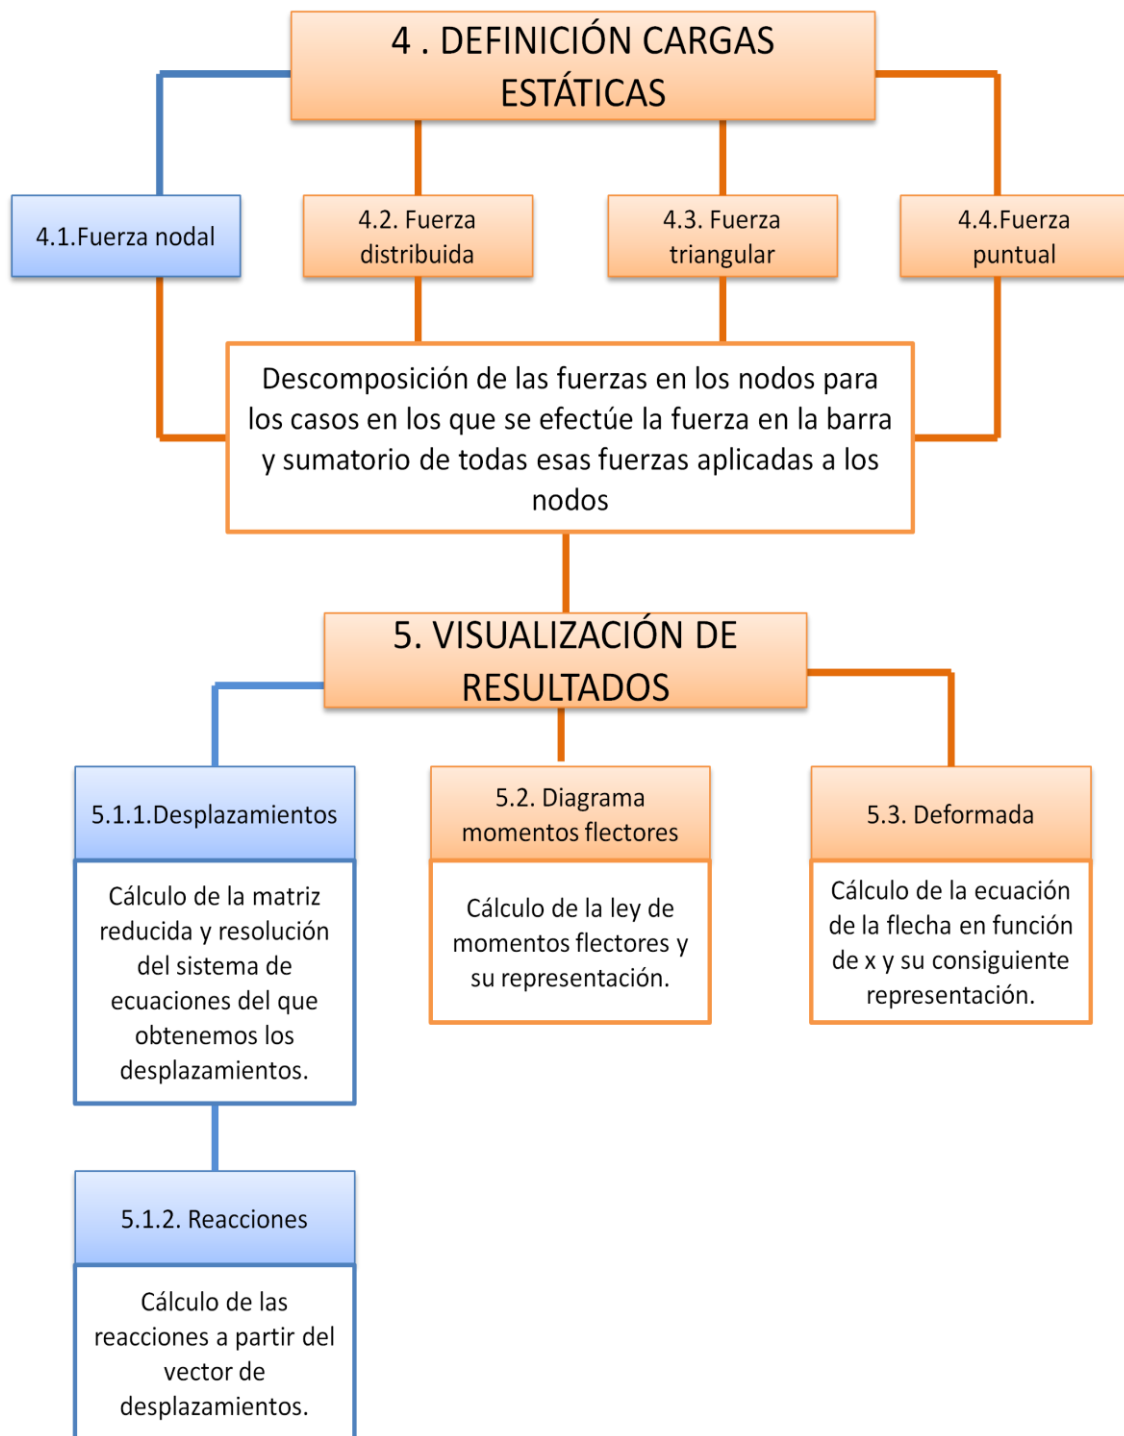 4 . DEFINICIÓN CARGAS
ESTÁTICAS
4.1.Fuerza nodal
4.2. Fuerza
distribuida
4.3. Fuerza
triangular
4.4.Fuerza
puntual
Descomposición de las fuerzas en los nodos para
los casos en los que se efectúe la fuerza en la barra
y sumatorio de todas esas fuerzas aplicadas a los
nodos
5. VISUALIZACIÓN DE
RESULTADOS
5.1.1.Desplazamientos
Cálculo de la matriz
reducida y resolución
del sistema de
ecuaciones del que
obtenemos los
desplazamientos.
5.2. Diagrama
momentos flectores
Cálculo de la ley de
momentos flectores y
su representación.
5.3. Deformada
Cálculo de la ecuación
de la flecha en función
de x y su consiguiente
representación.
5.1.2. Reacciones
Cálculo de las
reacciones a partir del
vector de
desplazamientos.